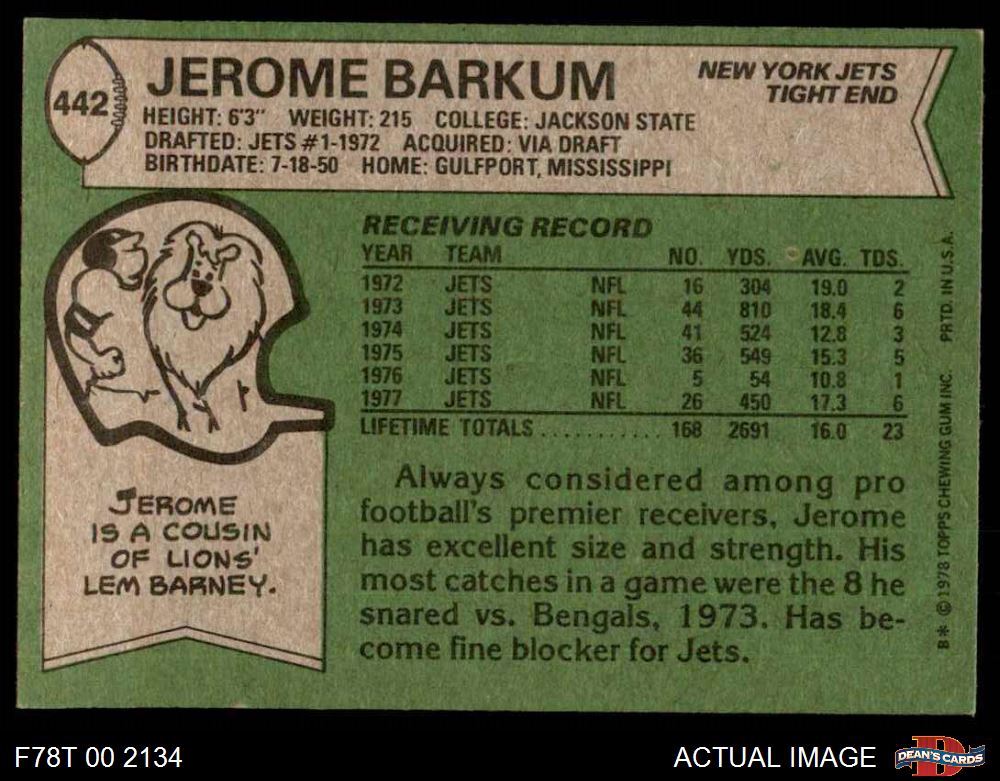 442
JEROME BARKUM
NEW YORK JETS
TIGHT END
HEIGHT: 6'3" WEIGHT: 215 COLLEGE: JACKSON STATE
DRAFTED: JETS #1-1972 ACQUIRED: VIA DRAFT
BIRTHDATE: 7-18-50 HOME: GULFPORT, MISSISSIPPI
RECEIVING RECORD
YEAR TEAM NO. YDS. AVG. TDS.
1972 JETS NFL 16 304 19.0 2
1973 JETS NFL 44 810 18.4 6
1974 JETS NFL 41 524 12.8 3
1975 JETS NFL 36 549 15.3 5
1976 JETS NFL 5 54 10.8 1
1977 JETS NFL 26 450 17.3 6
LIFETIME TOTALS........... 168 2691 16.0 23
JEROME
IS A COUSIN
OF LIONS'
LEM BARNEY.
Always considered among pro
football's premier receivers, Jerome
has excellent size and strength. His
most catches in a game were the 8 he
snared vs. Bengals, 1973. Has be-
come fine blocker for Jets.
B* © 1978 TOPPS CHEWING GUM INC. PRTD. IN U.S.A.
F78T 00 2134
ACTUAL IMAGE
D
DEAN'S CARDS